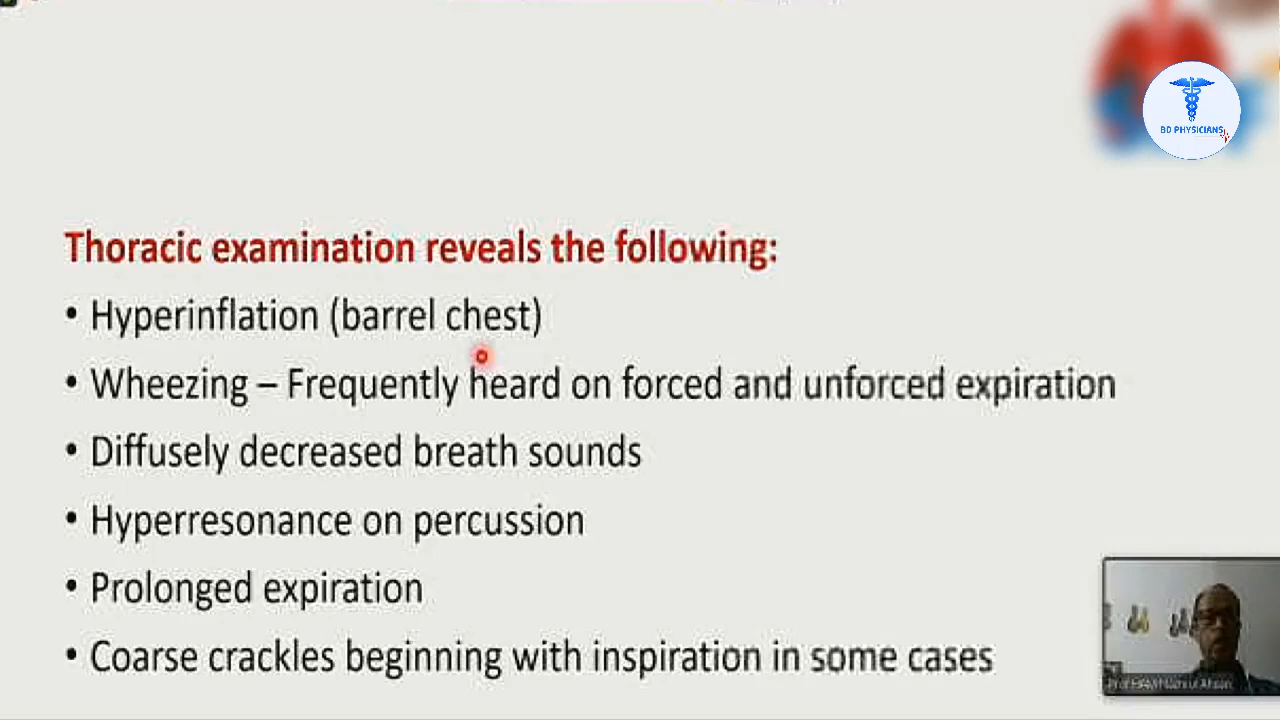 BD PHYSICIANS
Thoracic examination reveals the following:
• Hyperinflation (barrel chest)
• Wheezing – Frequently heard on forced and unforced expiration
• Diffusely decreased breath sounds
• Hyperresonance on percussion
• Prolonged expiration
• Coarse crackles beginning with inspiration in some cases
Prof